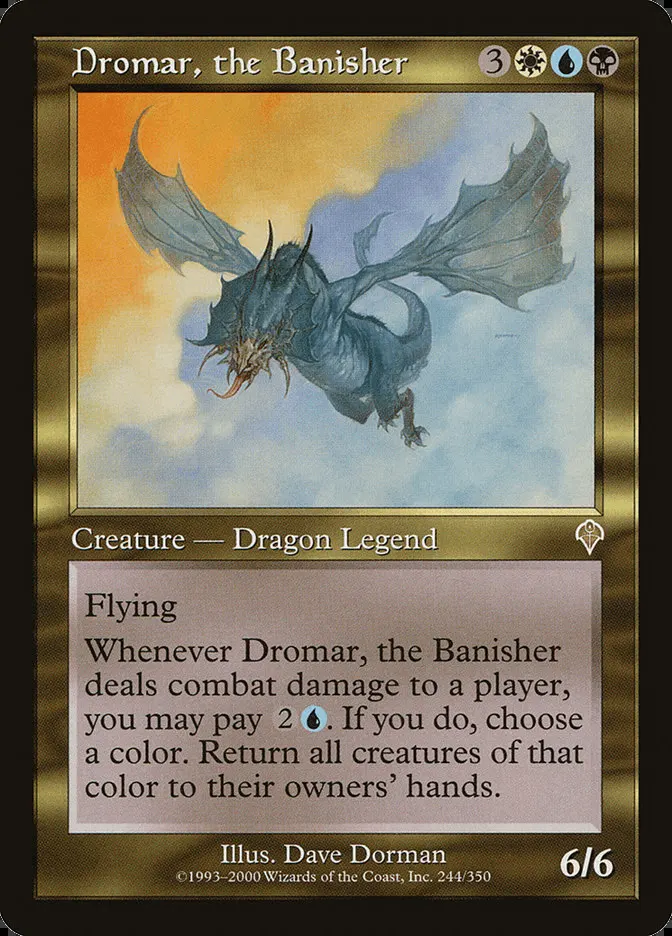 Dromar, the Banisher 3
Creature — Dragon Legend
Flying
Whenever Dromar, the Banisher
deals combat damage to a player,
you may pay 2 . If you do, choose
a color. Return all creatures of that
color to their owners’ hands.
Illus. Dave Dorman
6/6
©1993–2000 Wizards of the Coast, Inc. 244/350